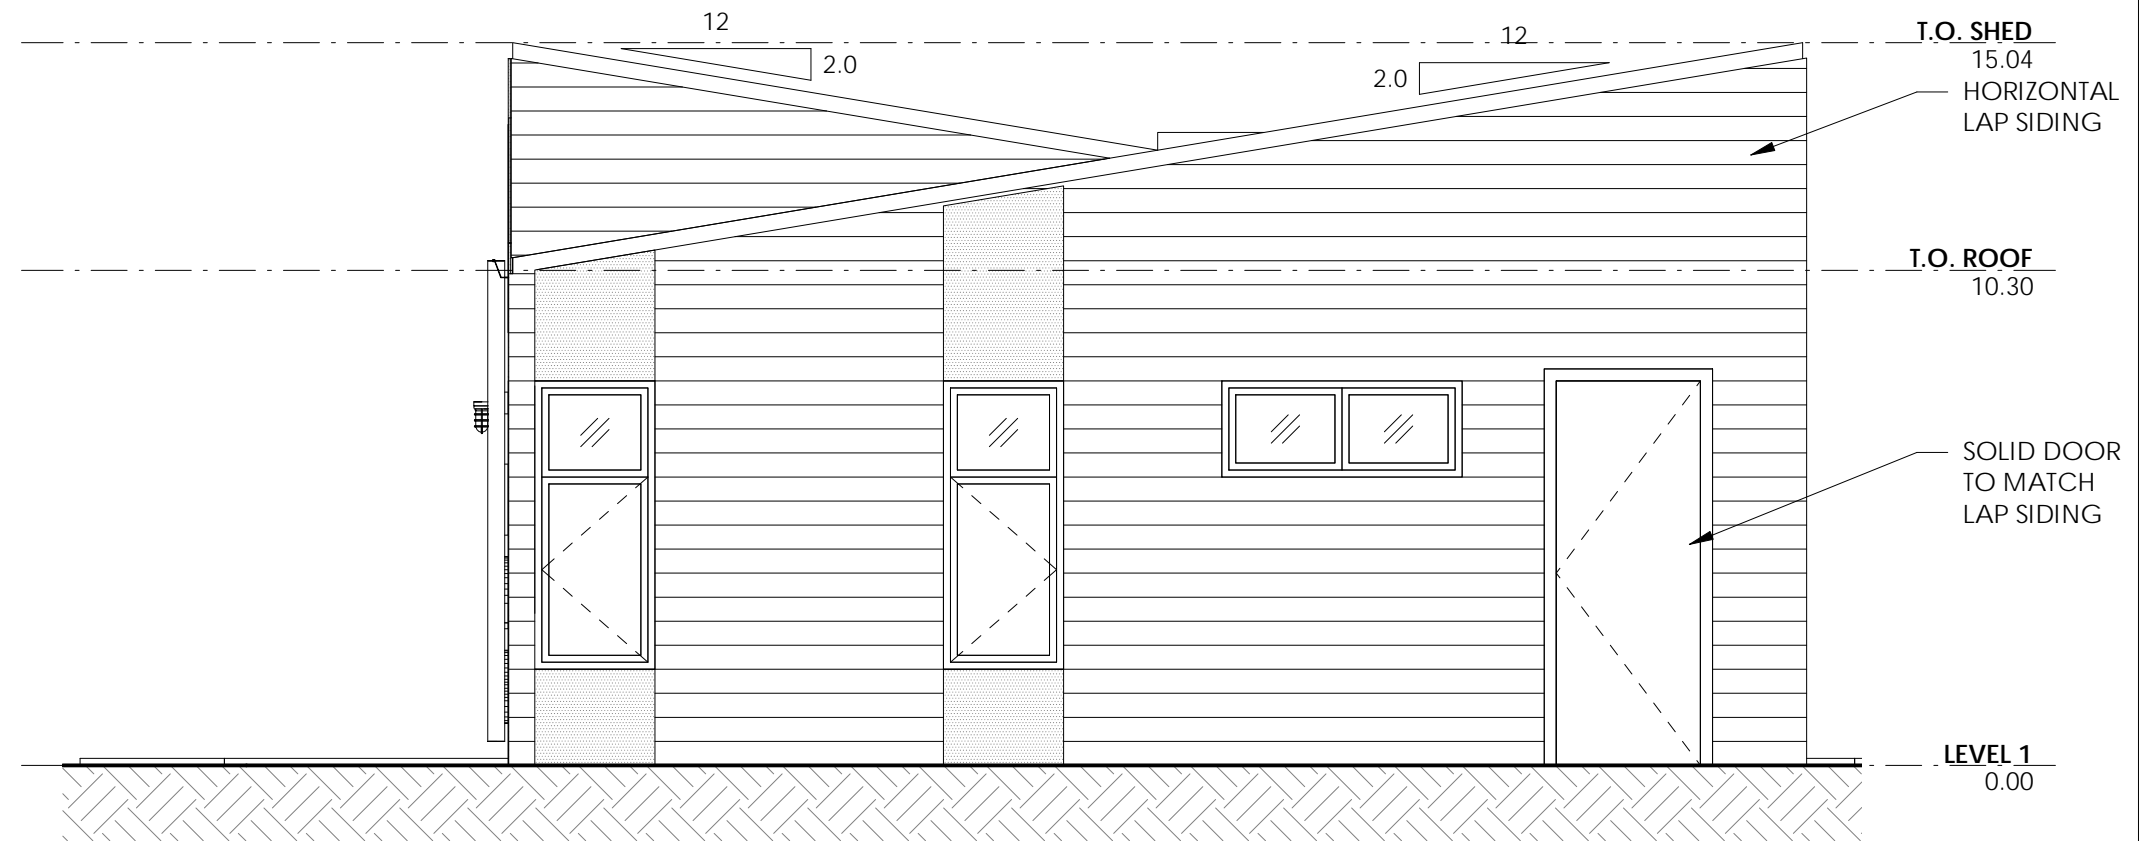 12
2.0
12
2.0
T.O. SHED
15.04
HORIZONTAL
LAP SIDING
T.O. ROOF
10.30
SOLID DOOR
TO MATCH
LAP SIDING
LEVEL 1
0.00